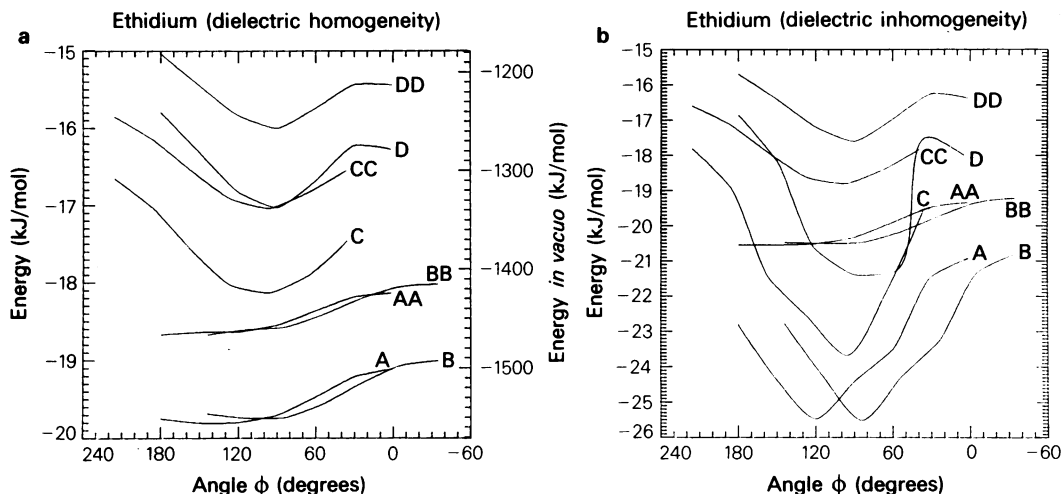 Ethidium (dielectric homogeneity)
a
−15
−16
−17
−18
−19
−20
Energy (kJ/mol)
−1200
−1300
−1400
−1500
Energy in vacuo (kJ/mol)
DD
D
CC
C
BB
AA
A
B
240 180 120 60 0 −60
Angle ϕ (degrees)
Ethidium (dielectric inhomogeneity)
b
−15
−16
−17
−18
−19
−20
−21
−22
−23
−24
−25
−26
Energy (kJ/mol)
DD
CC
D
C
AA
BB
A
B
240 180 120 60 0 −60
Angle ϕ (degrees)